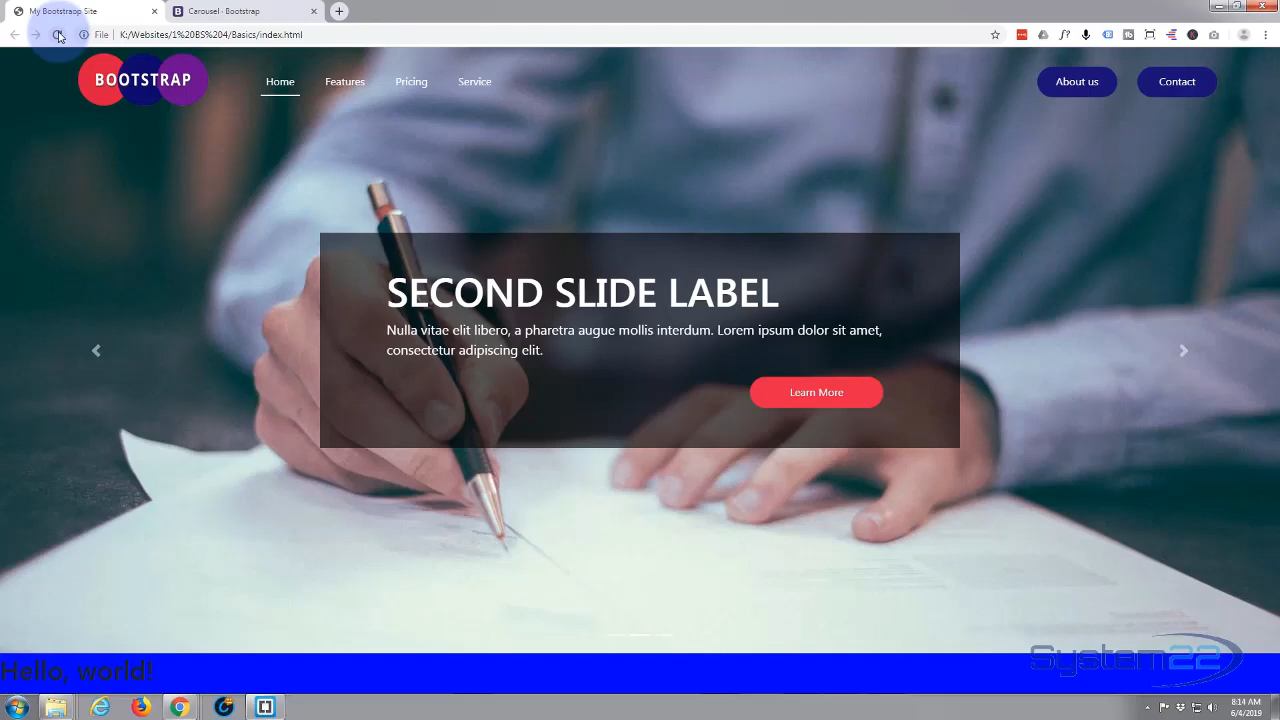 My Bootstrap Site
Carousel · Bootstrap
File
K:/Websites/1%20BS%204/Basics/index.html
BOOTSTRAP
Home
Features
Pricing
Service
About us
Contact
SECOND SLIDE LABEL
Nulla vitae elit libero, a pharetra augue mollis interdum. Lorem ipsum dolor sit amet,
consectetur adipiscing elit.
Learn More
Hello, world!
System22
8:14 AM
6/4/2019